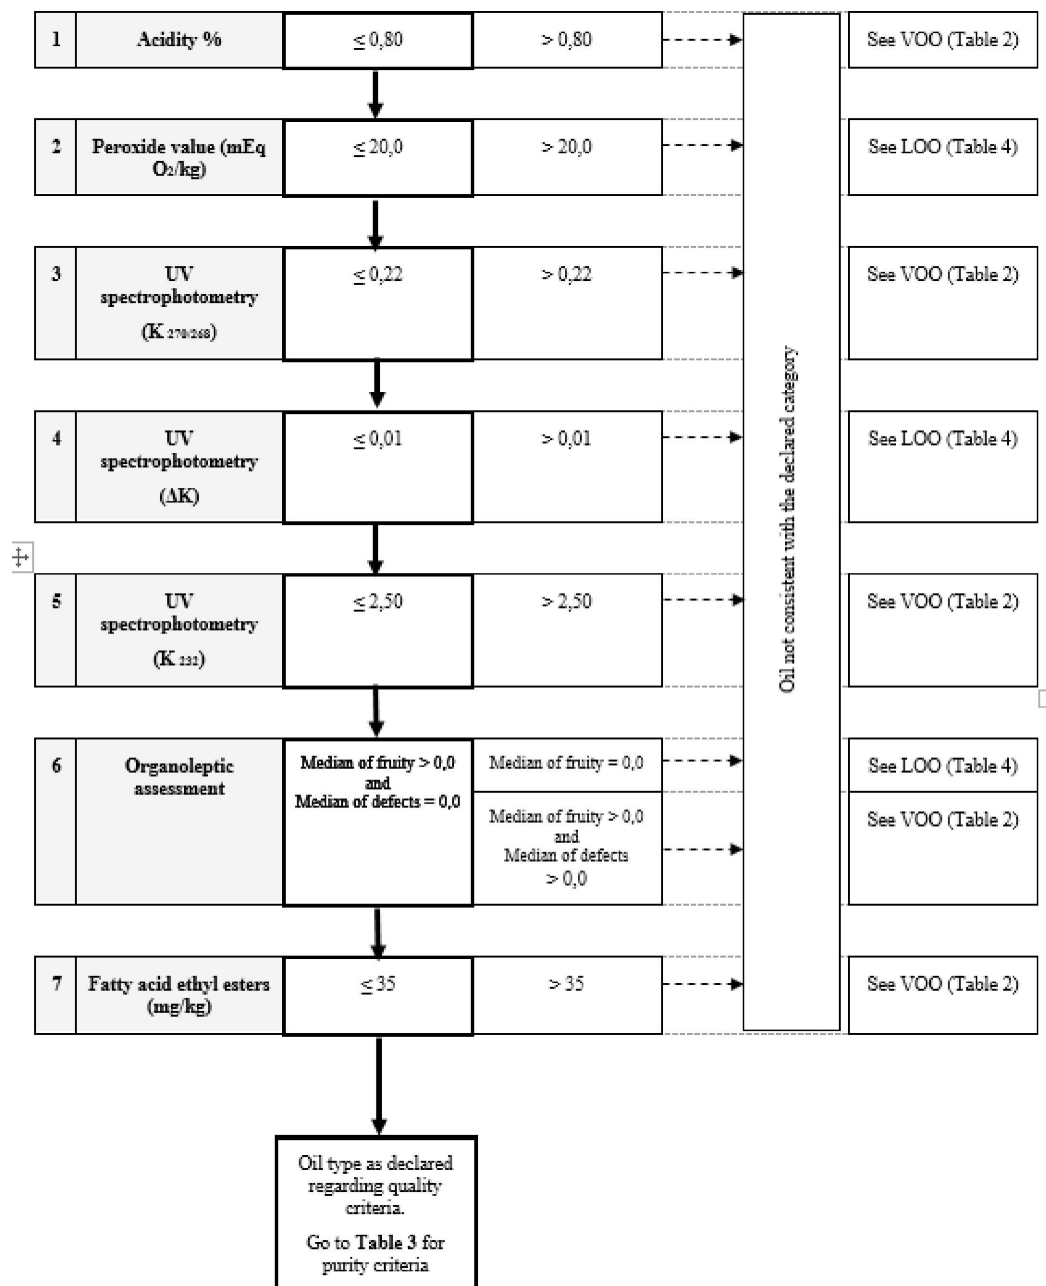 1 Acidity % ≤ 0,80 > 0,80 See VOO (Table 2)
2 Peroxide value (mEq ≤ 20,0 > 20,0 See LOO (Table 4)
O2/kg)
3 UV ≤ 0,22 > 0,22 See VOO (Table 2)
spectrophotometry
(K 270/268)
4 UV ≤ 0,01 > 0,01 See LOO (Table 4)
spectrophotometry
(ΔK)
5 UV ≤ 2,50 > 2,50 See VOO (Table 2)
spectrophotometry
(K 232)
Oil not consistent with the declared category
6 Organoleptic
assessment
Median of fruity > 0,0
and
Median of defects = 0,0
Median of fruity = 0,0
See LOO (Table 4)
Median of fruity > 0,0
and
Median of defects
> 0,0
See VOO (Table 2)
7 Fatty acid ethyl esters ≤ 35 > 35 See VOO (Table 2)
(mg/kg)
Oil type as declared
regarding quality
criteria.
Go to Table 3 for
purity criteria